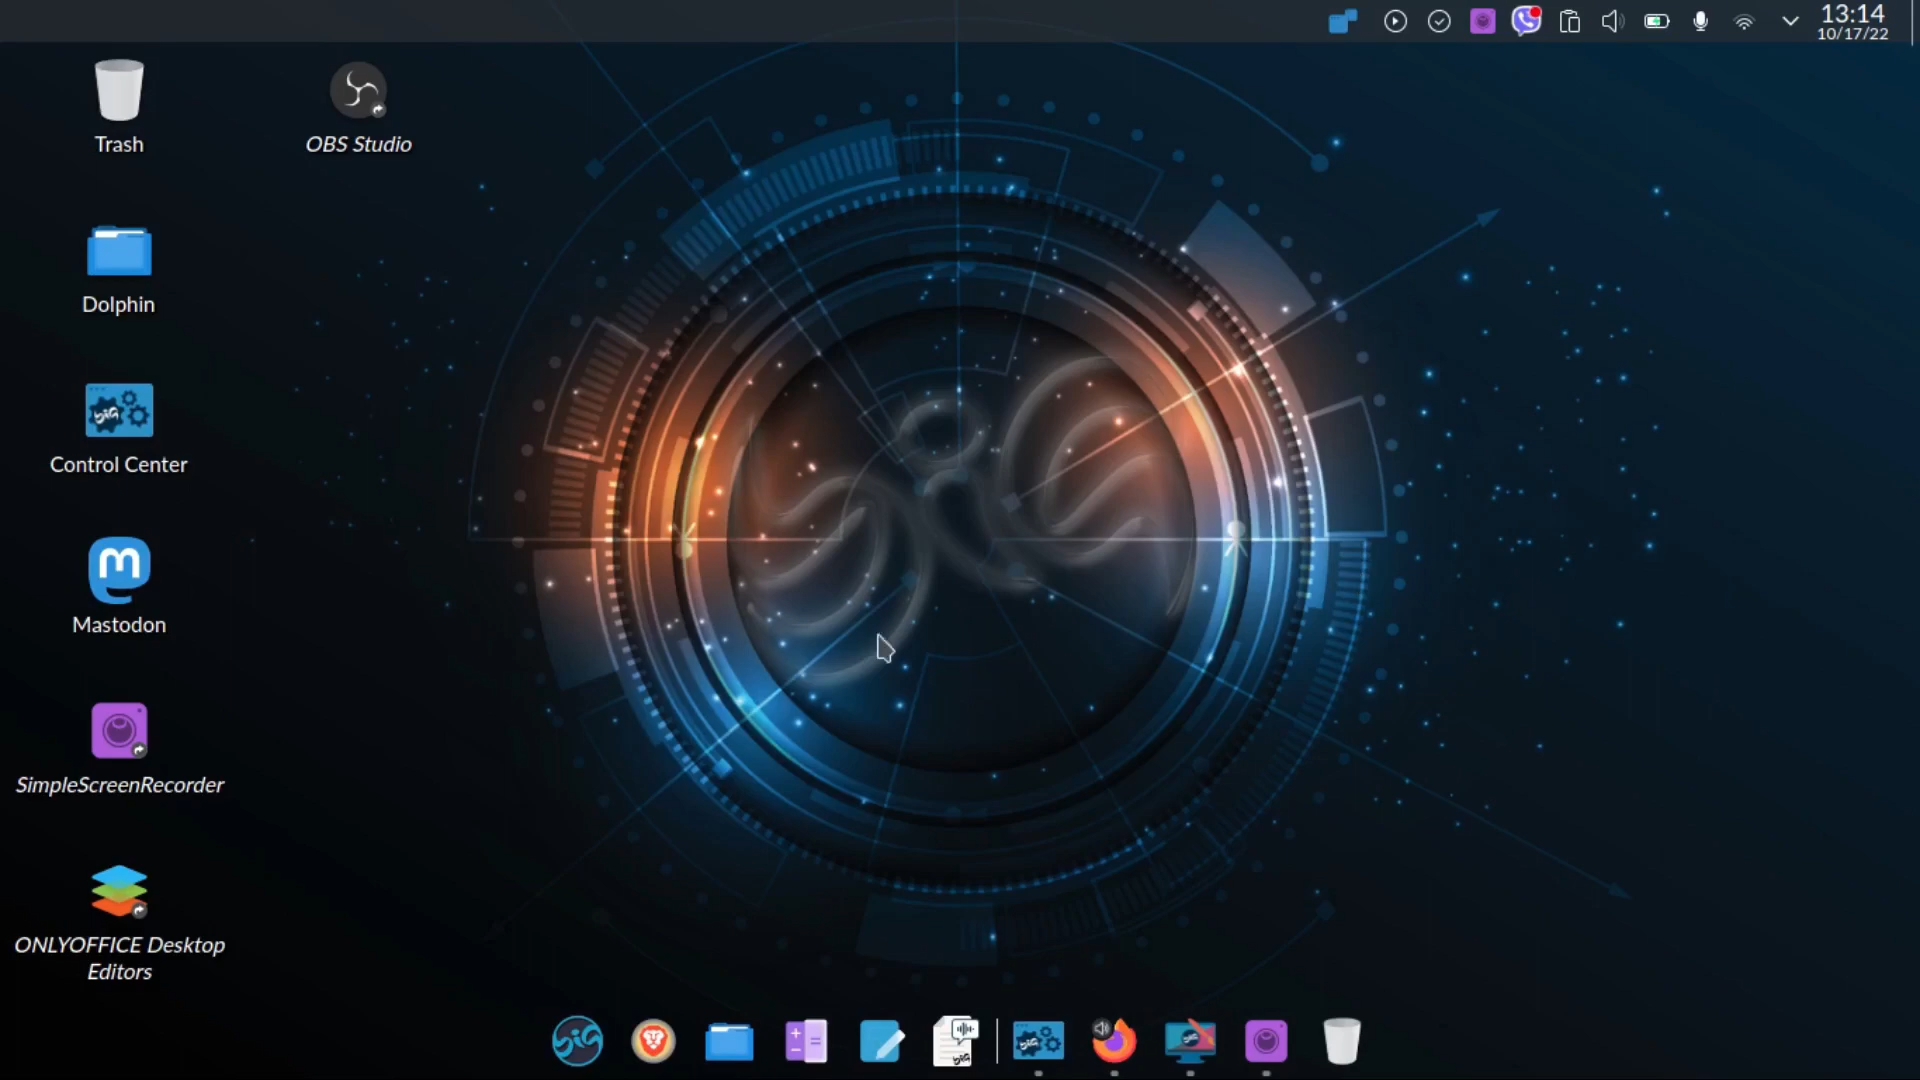 13:14
10/17/22
Trash
OBS Studio
Dolphin
Control Center
Mastodon
SimpleScreenRecorder
ONLYOFFICE Desktop
Editors